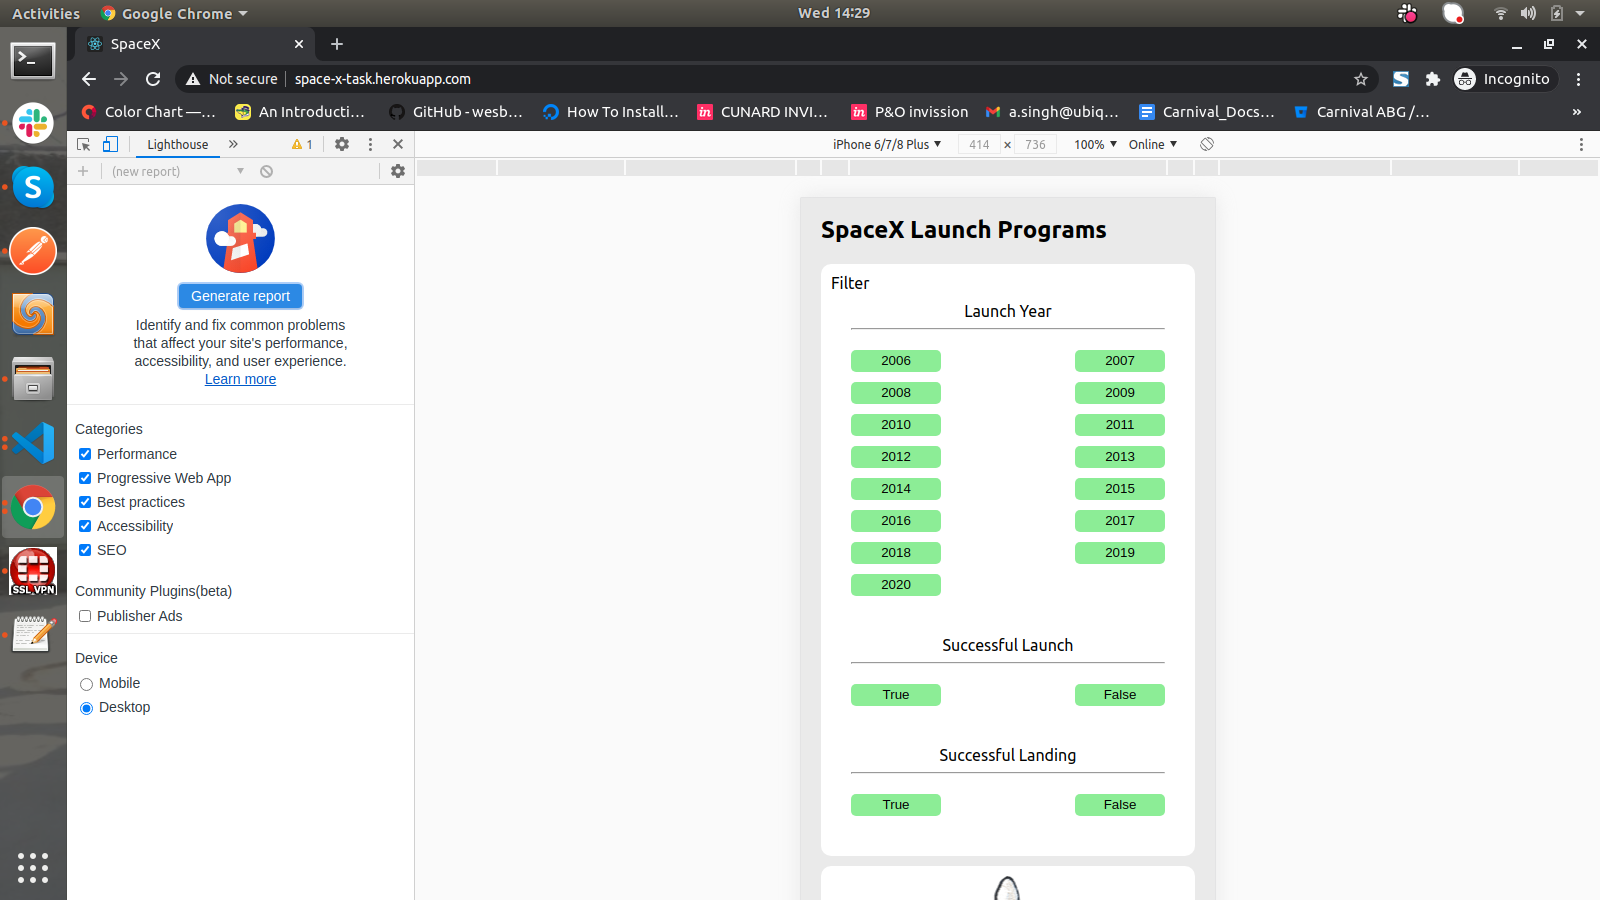 Activities Google Chrome Wed 14:29
SpaceX
Not secure space-x-task.herokuapp.com Incognito
Color Chart —... An Introducti... GitHub - wesb... How To Install... CUNARD INVI... P&O invission a.singh@ubiq... Carnival_Docs... Carnival ABG /... »
Lighthouse » 1 iPhone 6/7/8 Plus 414 × 736 100% Online
(new report)
Generate report
Identify and fix common problems
that affect your site's performance,
accessibility, and user experience.
Learn more
Categories
Performance
Progressive Web App
Best practices
Accessibility
SEO
Community Plugins(beta)
Publisher Ads
Device
Mobile
Desktop
SSL VPN
SpaceX Launch Programs
Filter
Launch Year
2006 2007
2008 2009
2010 2011
2012 2013
2014 2015
2016 2017
2018 2019
2020
Successful Launch
True False
Successful Landing
True False